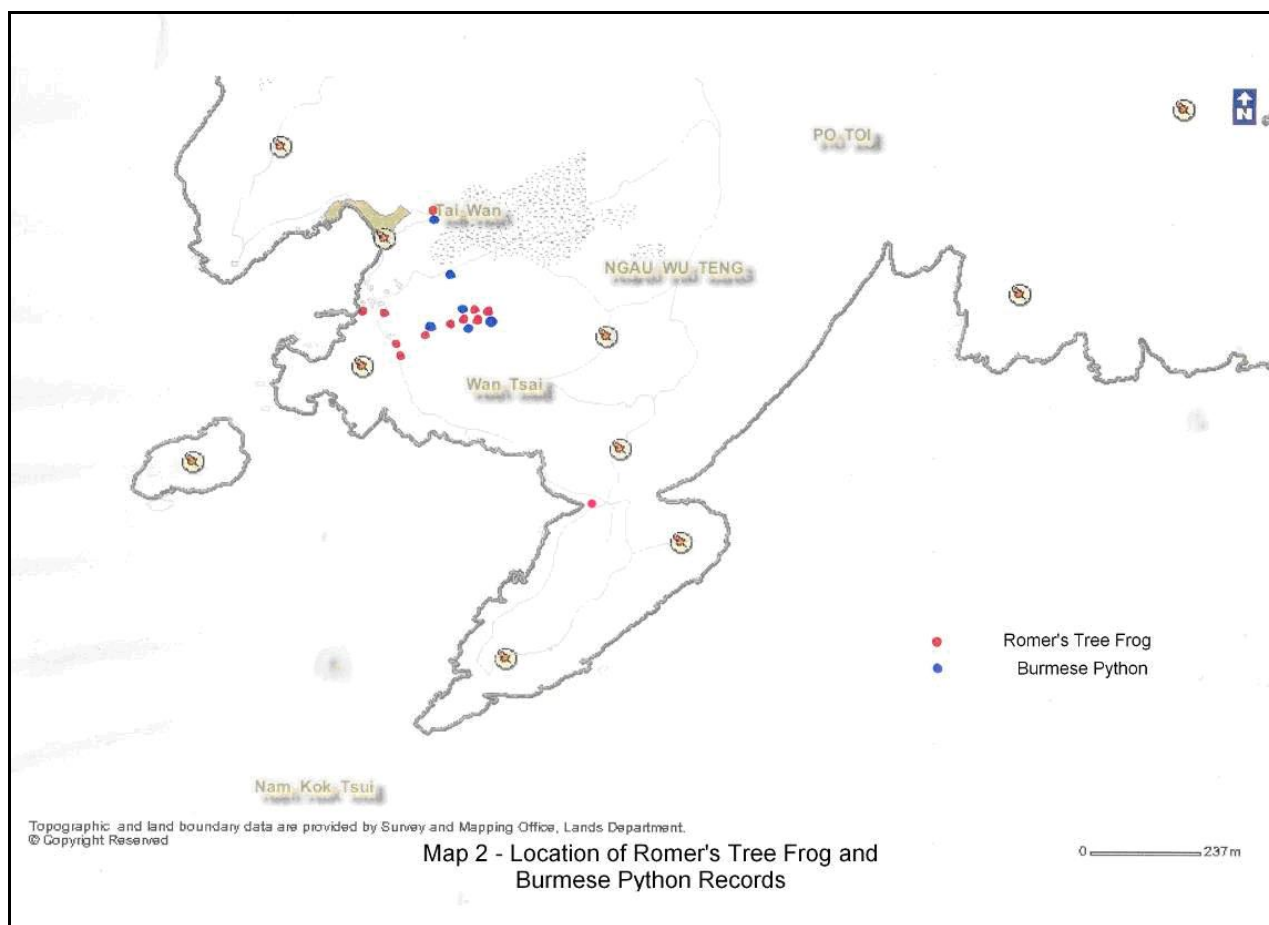 PO TOI
N
Tai Wan
NGAU WU TENG
Wan Tsai
Romer's Tree Frog
Burmese Python
Nam Kok Tsui
Topographic and land boundary data are provided by Survey and Mapping Office, Lands Department.
© Copyright Reserved
0 237m
Map 2 - Location of Romer's Tree Frog and
Burmese Python Records